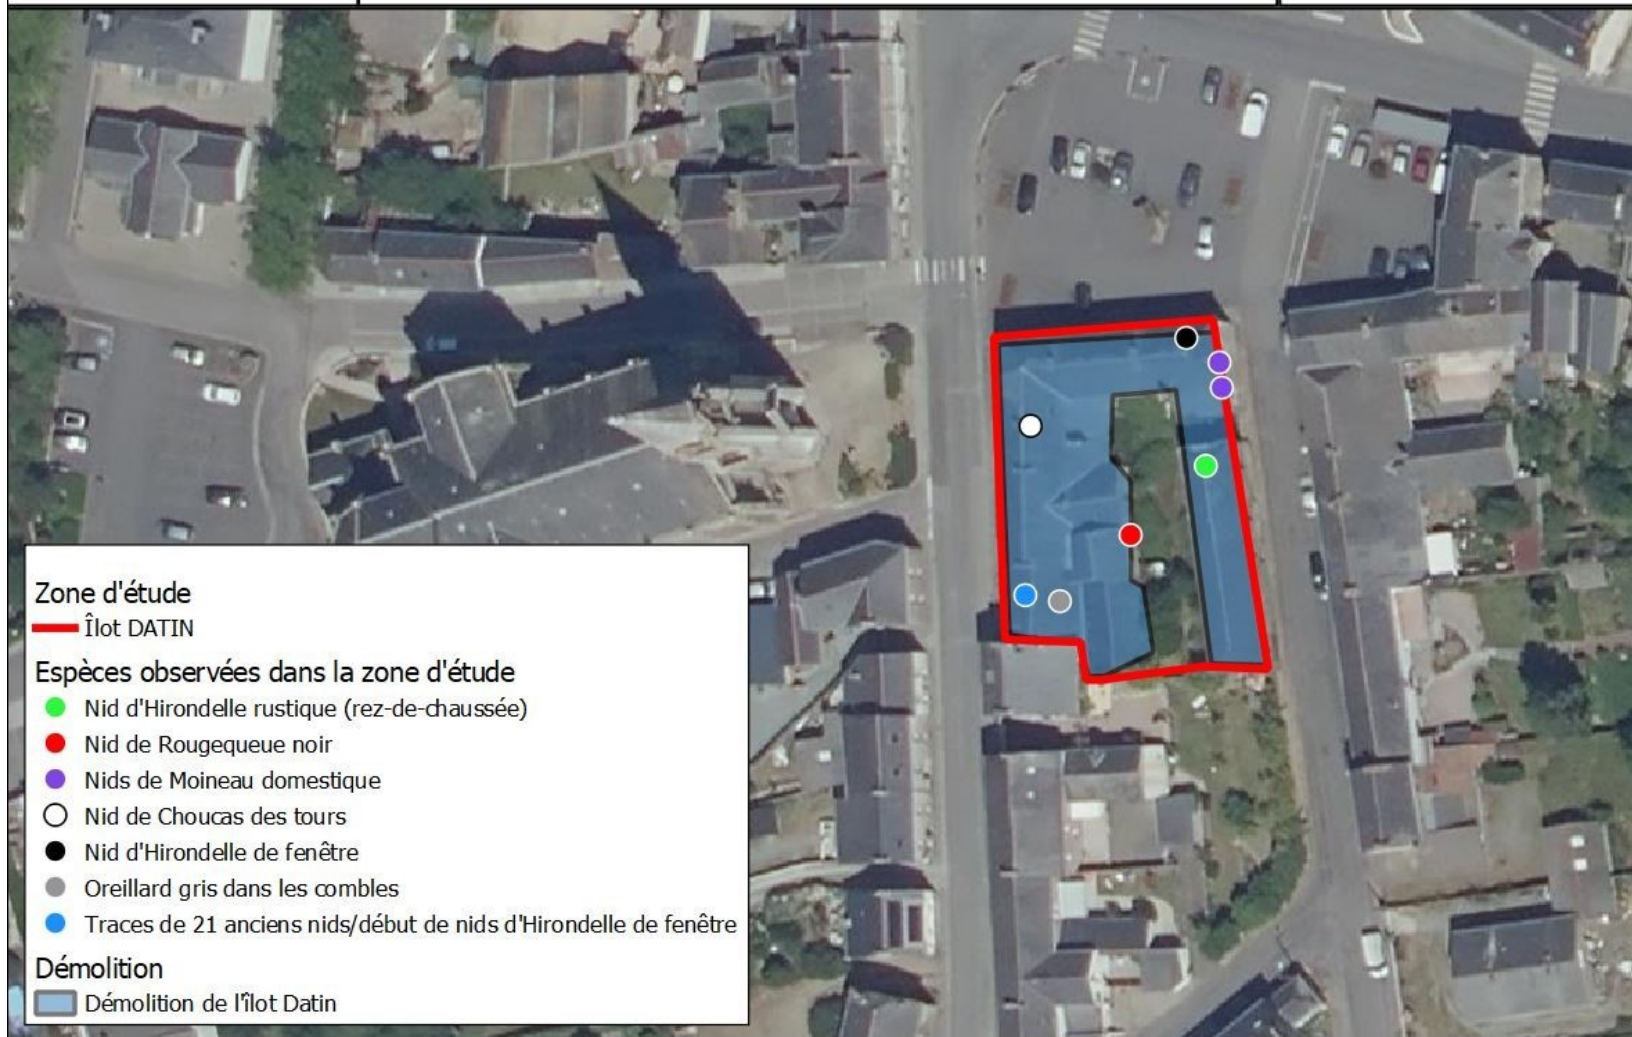 Zone d'étude
Îlot DATIN
Espèces observées dans la zone d'étude
Nid d'Hirondelle rustique (rez-de-chaussée)
Nid de Rougequeue noir
Nids de Moineau domestique
Nid de Choucas des tours
Nid d'Hirondelle de fenêtre
Oreillard gris dans les combles
Traces de 21 anciens nids/début de nids d'Hirondelle de fenêtre
Démolition
Démolition de l'îlot Datin